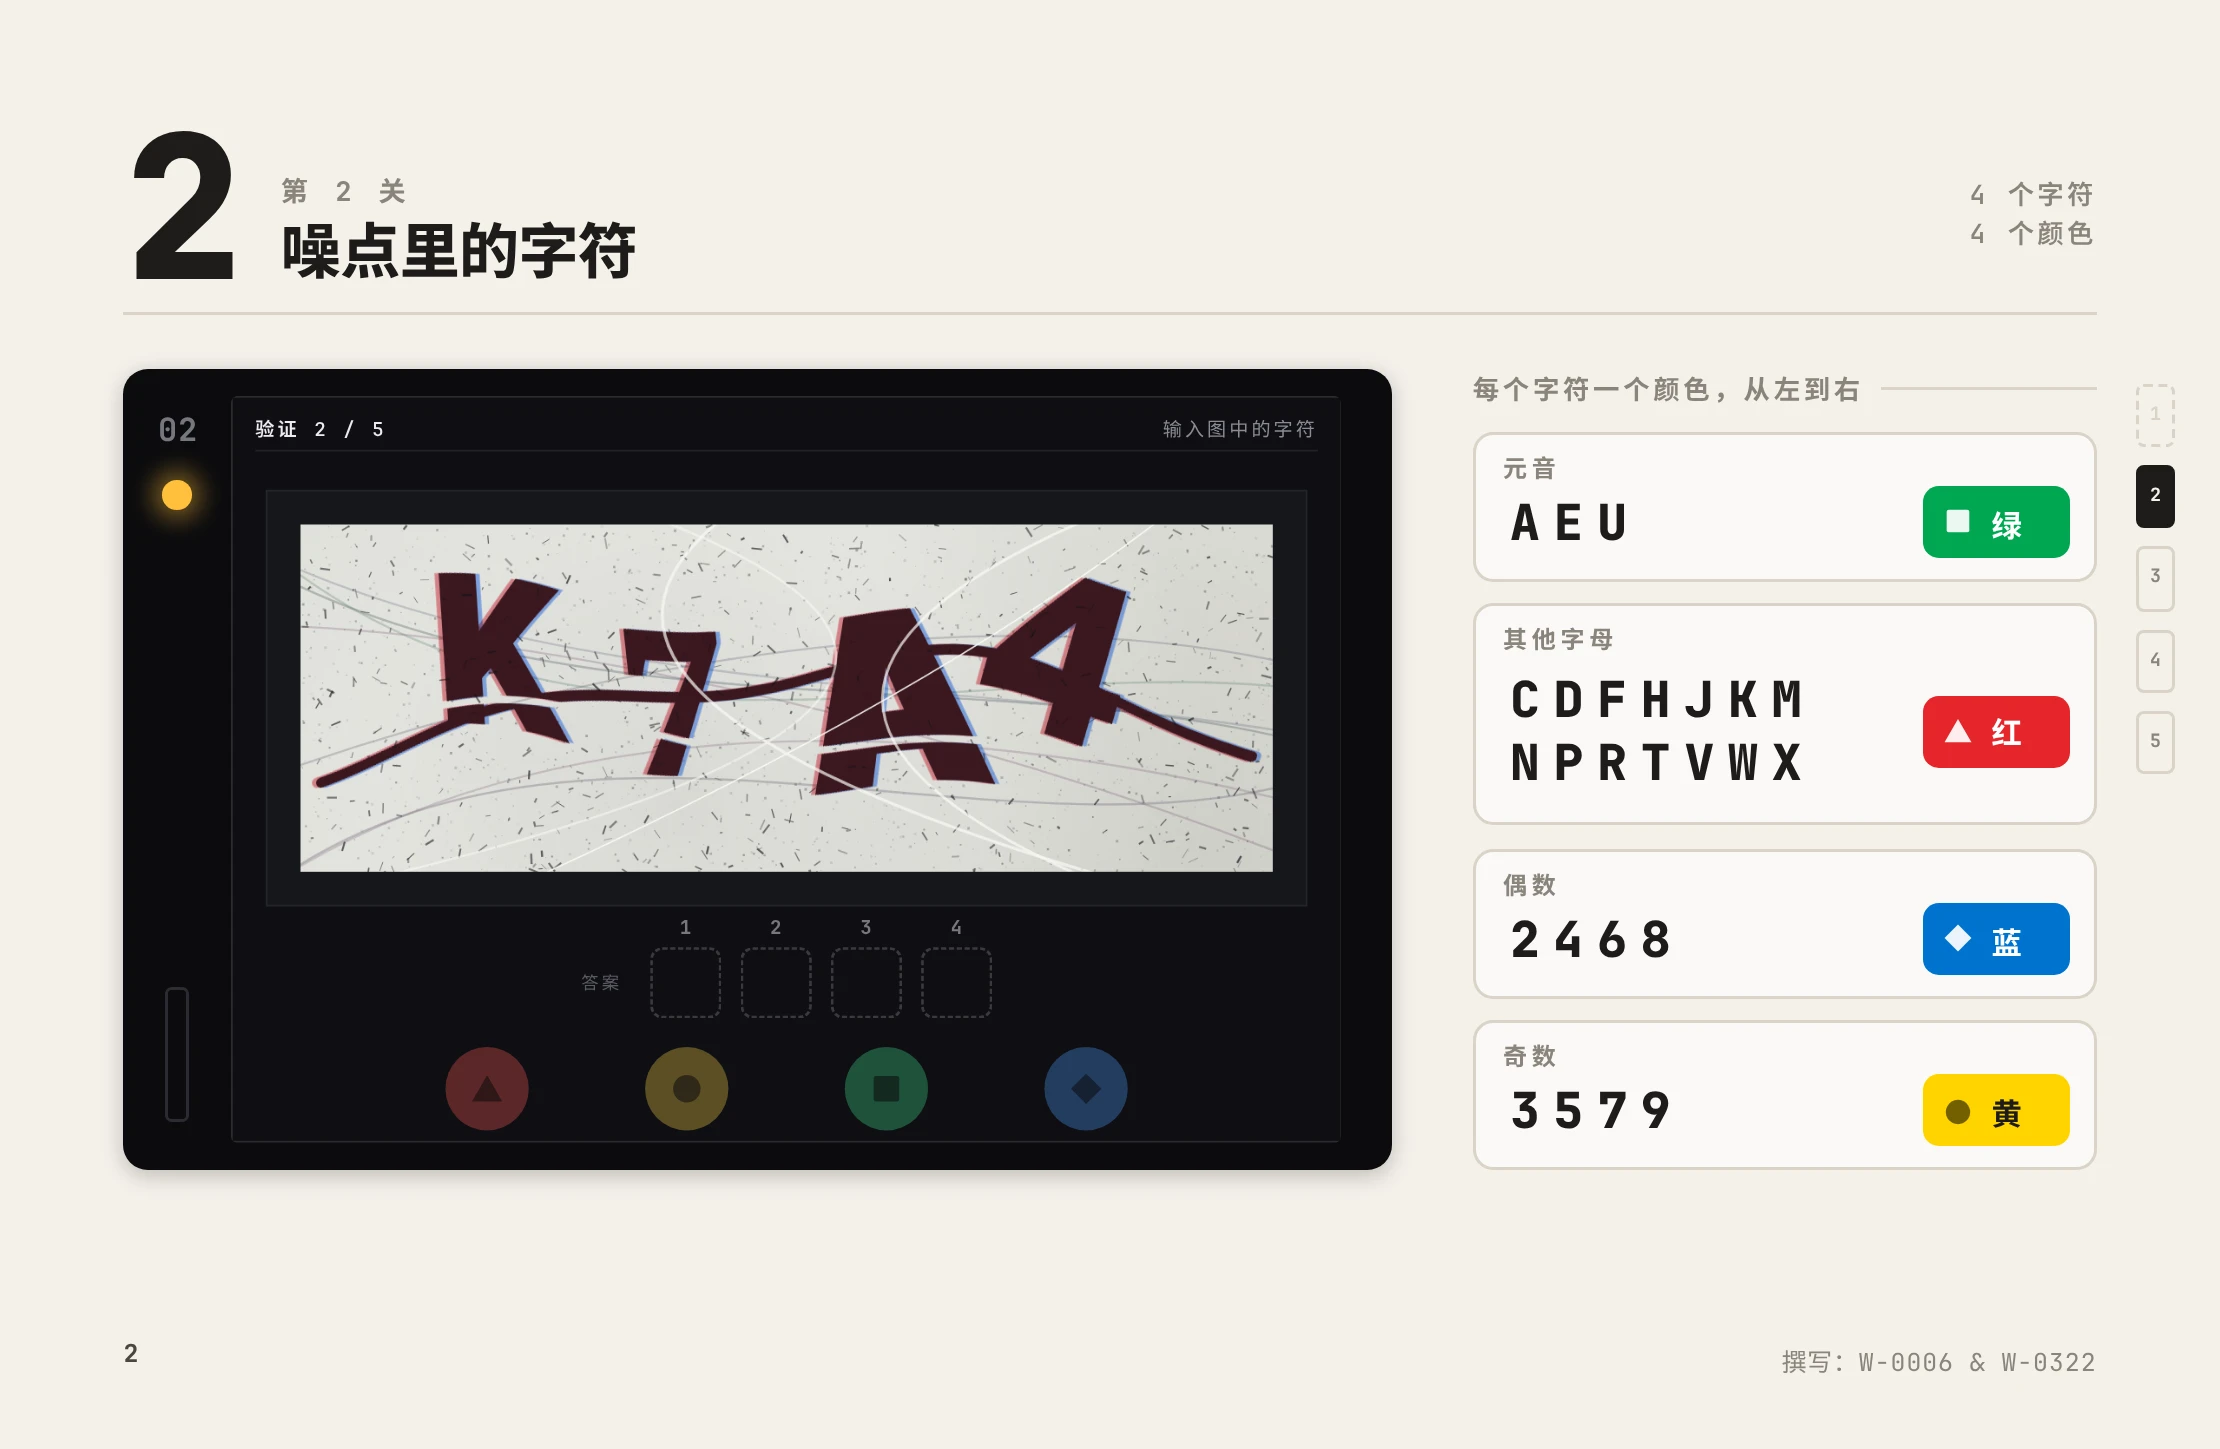 2
第 2 关
噪点里的字符
4 个字符
4 个颜色
02
验证 2 / 5
输入图中的字符
K7A4
1 2 3 4
答案
每个字符一个颜色，从左到右
元音
A E U
绿
其他字母
C D F H J K M
N P R T V W X
红
偶数
2 4 6 8
蓝
奇数
3 5 7 9
黄
1
2
3
4
5
2
撰写：W-0006 & W-0322